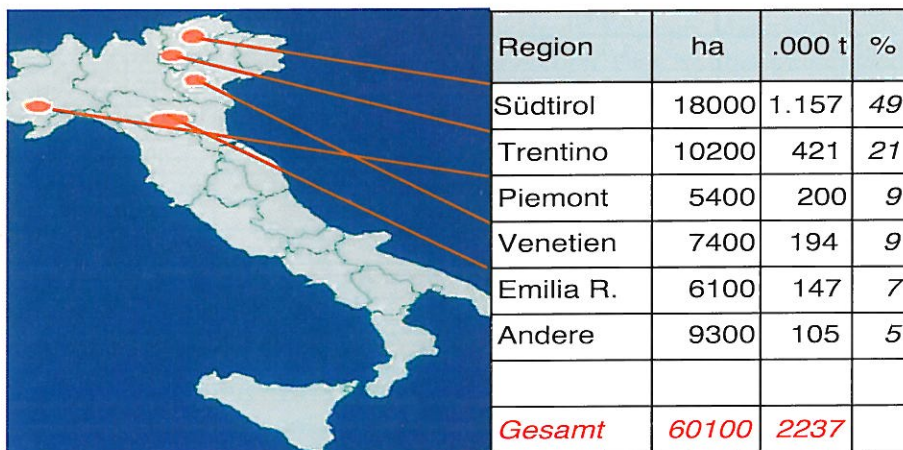 Region ha .000 t %
Südtirol 18000 1.157 49
Trentino 10200 421 21
Piemont 5400 200 9
Venetien 7400 194 9
Emilia R. 6100 147 7
Andere 9300 105 5
Gesamt 60100 2237